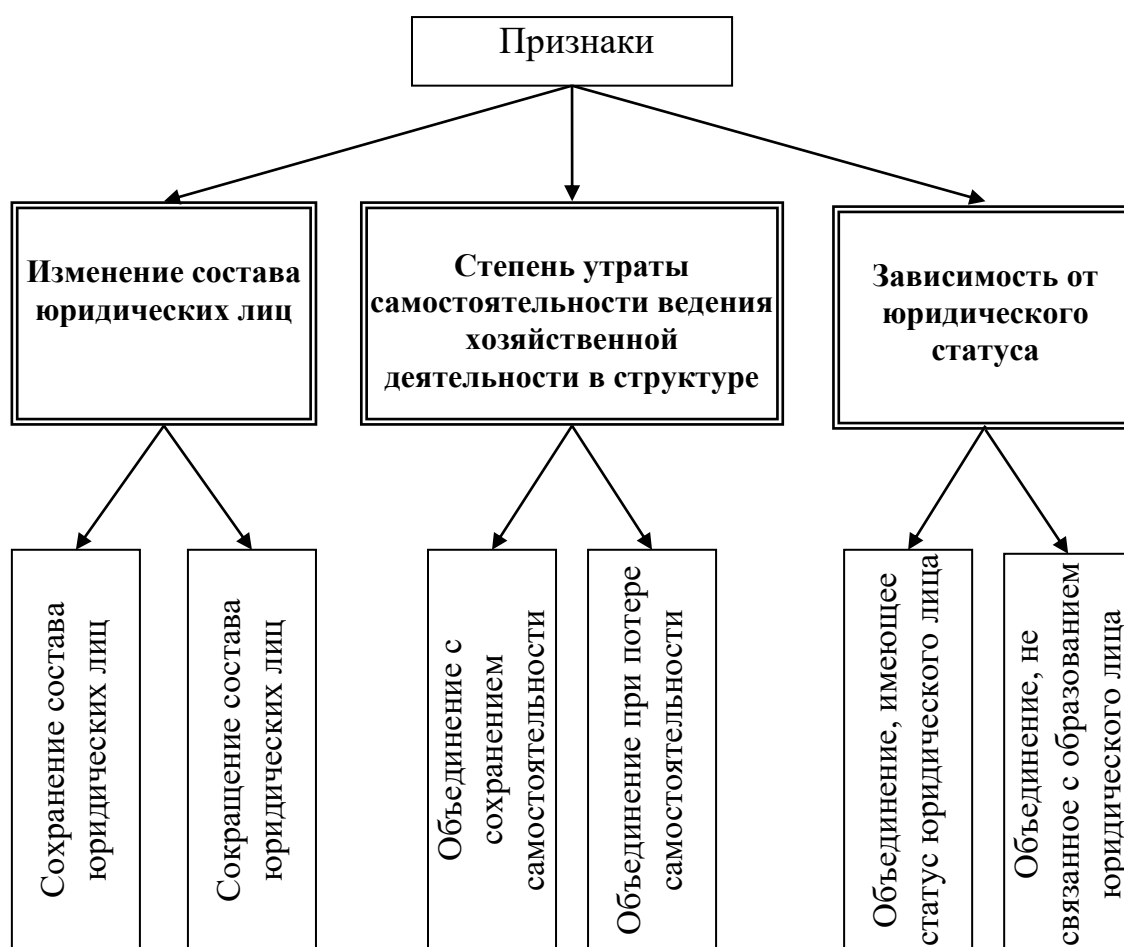 Признаки
Изменение состава
юридических лиц
Степень утраты
самостоятельности ведения
хозяйственной
деятельности в структуре
Зависимость от
юридического
статуса
Сохранение состава
юридических лиц
Сокращение состава
юридических лиц
Объединение с
сохранением
самостоятельности
Объединение при потере
самостоятельности
Объединение, имеющее
статус юридического лица
Объединение, не
связанное с образованием
юридического лица